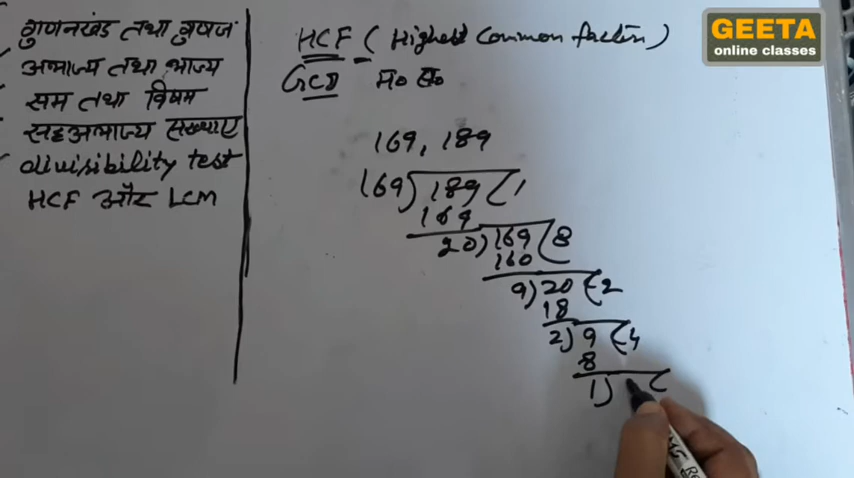 गुणनखंड तथा गुणज
अभाज्य तथा भाज्य
सम तथा विषम
सहअभाज्य संख्याए
divisibility test
HCF और LCM
HCF ( Highest Common factor )
GCD म० स०
169, 189
169) 189 ( 1
169
20) 169 ( 8
160
9) 20 ( 2
18
2) 9 ( 4
8
1) (
GEETA
online classes